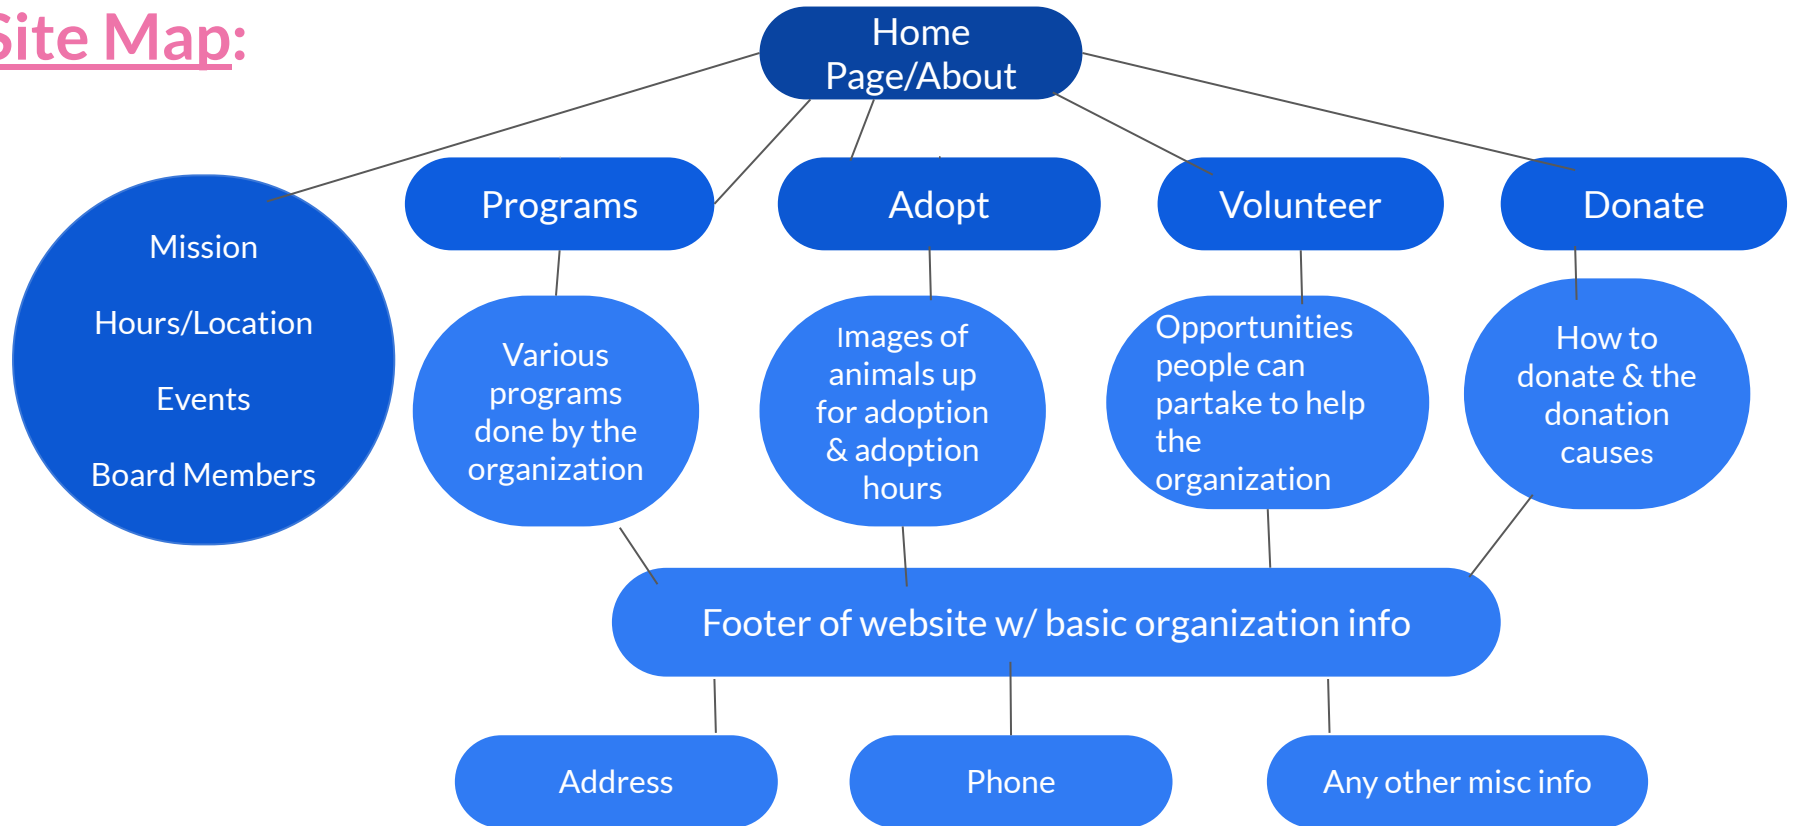 Site Map:
Home
Page/About
Programs
Adopt
Volunteer
Donate
Mission
Hours/Location
Events
Board Members
Various
programs
done by the
organization
Images of
animals up
for adoption
& adoption
hours
Opportunities
people can
partake to help
the
organization
How to
donate & the
donation
causes
Footer of website w/ basic organization info
Address
Phone
Any other misc info